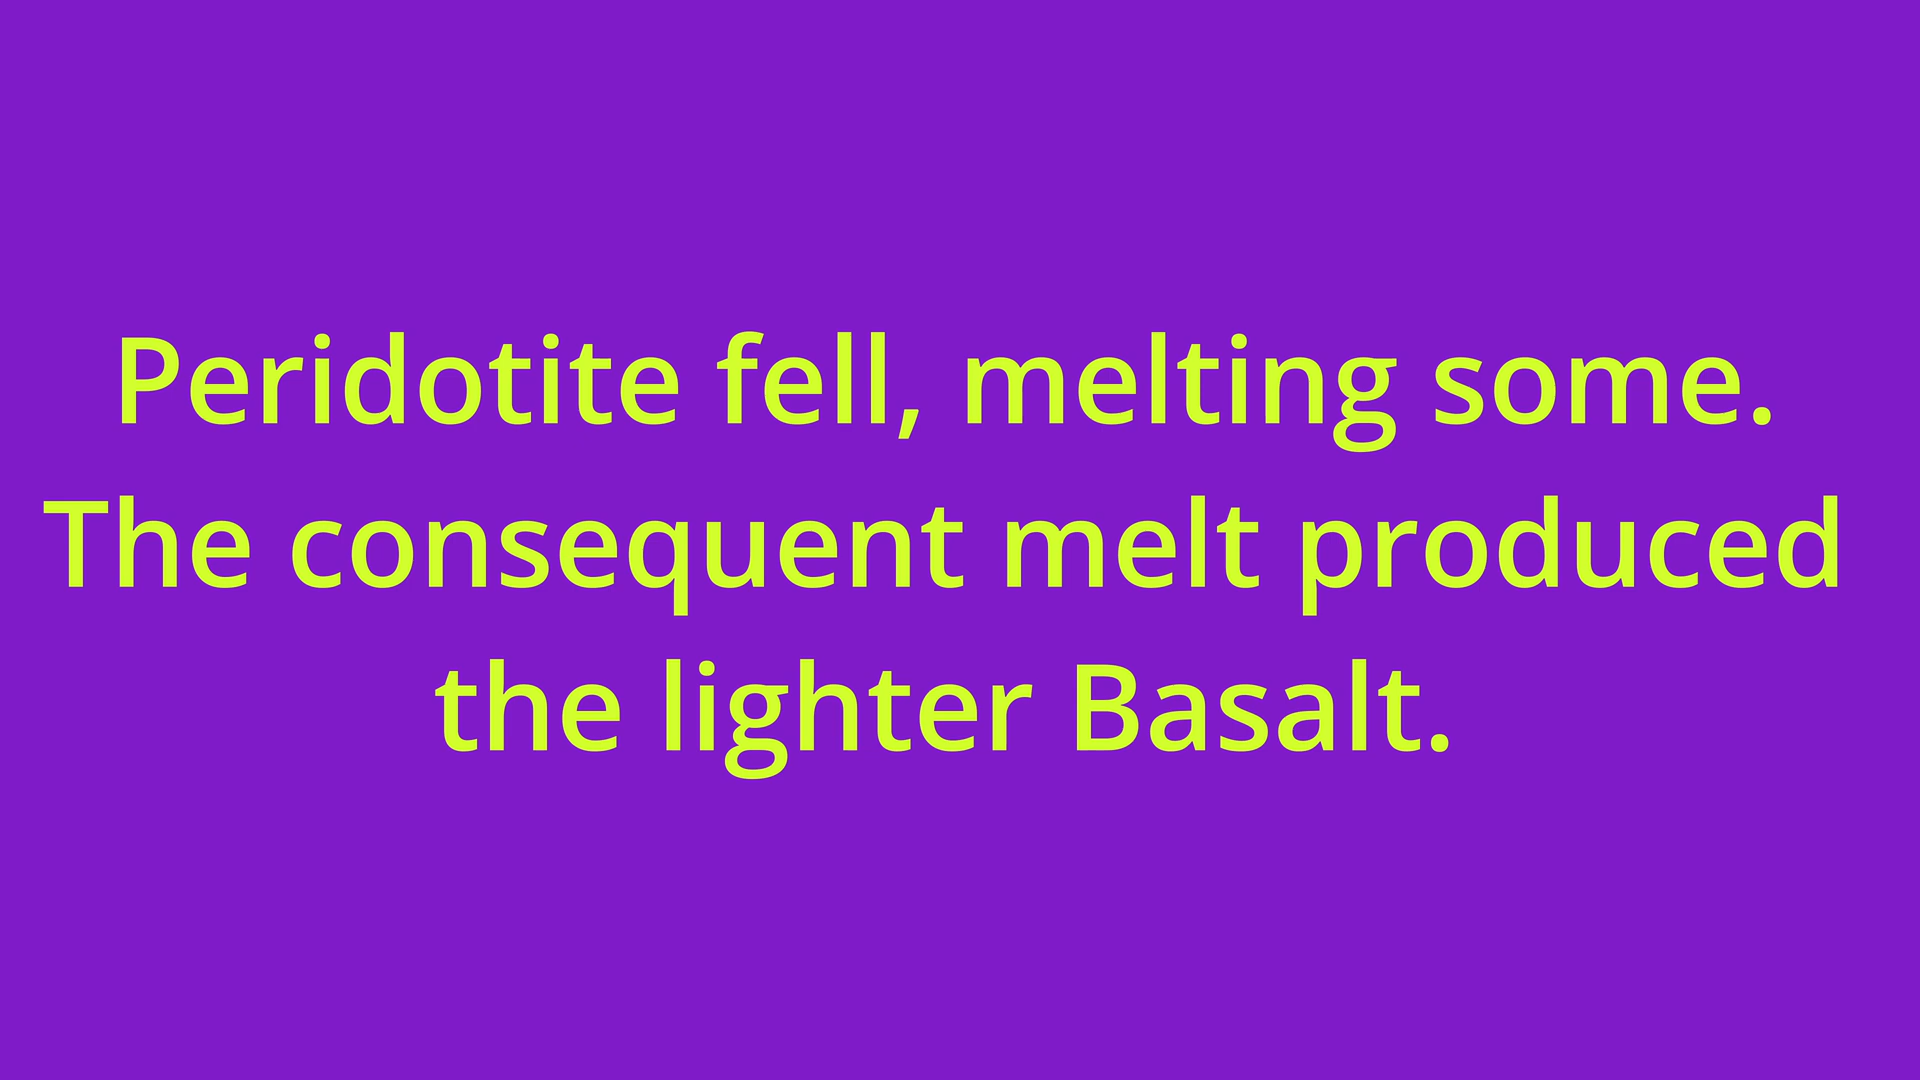 Peridotite fell, melting some.
The consequent melt produced
the lighter Basalt.